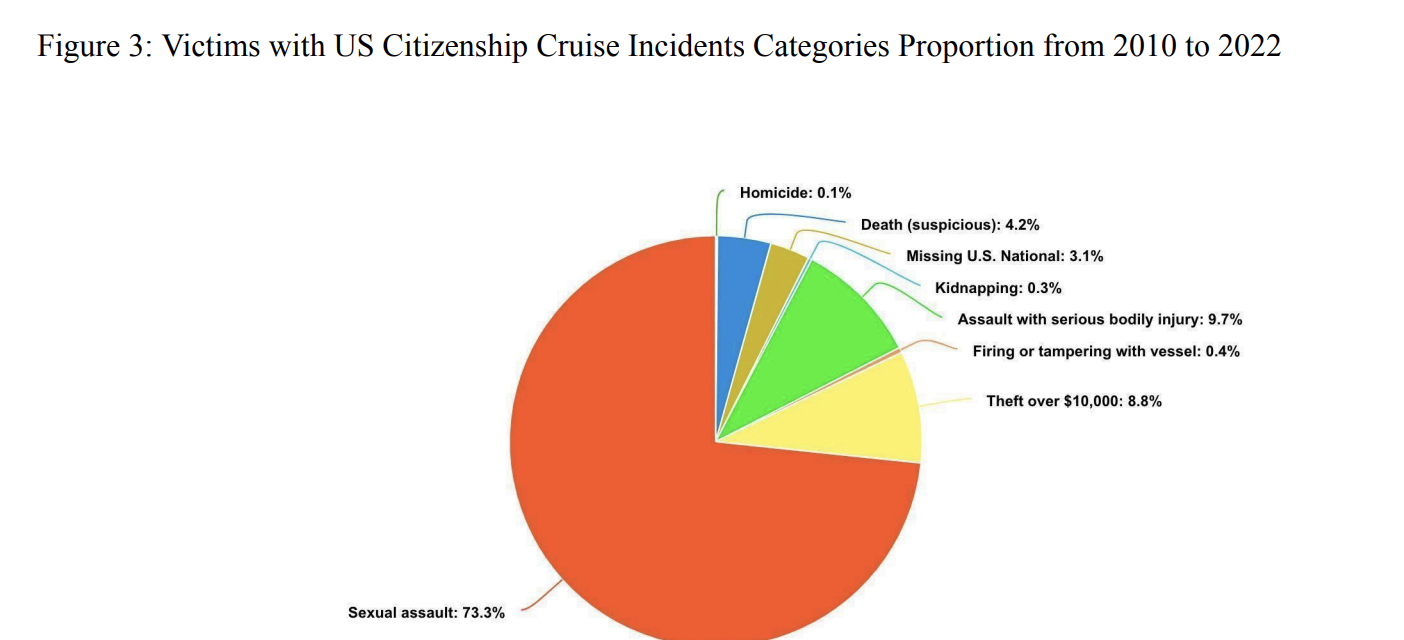 Figure 3: Victims with US Citizenship Cruise Incidents Categories Proportion from 2010 to 2022
Homicide: 0.1%
Death (suspicious): 4.2%
Missing U.S. National: 3.1%
Kidnapping: 0.3%
Assault with serious bodily injury: 9.7%
Firing or tampering with vessel: 0.4%
Theft over $10,000: 8.8%
Sexual assault: 73.3%